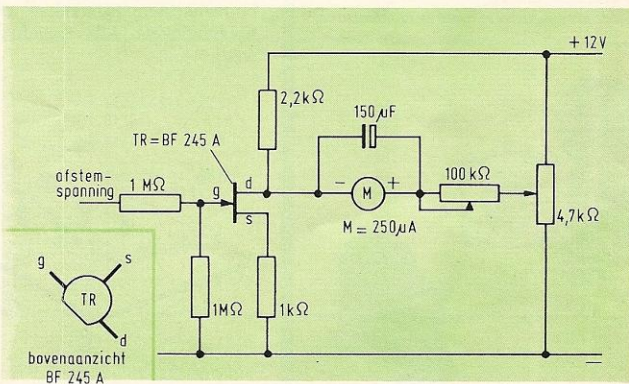 + 12V
2,2kΩ
150μF
TR = BF 245 A
afstem-
spanning
1 MΩ
g
d
s
- M +
M = 250μA
100 kΩ
4,7kΩ
1MΩ
1kΩ
g
s
TR
d
bovenaanzicht
BF 245 A
–